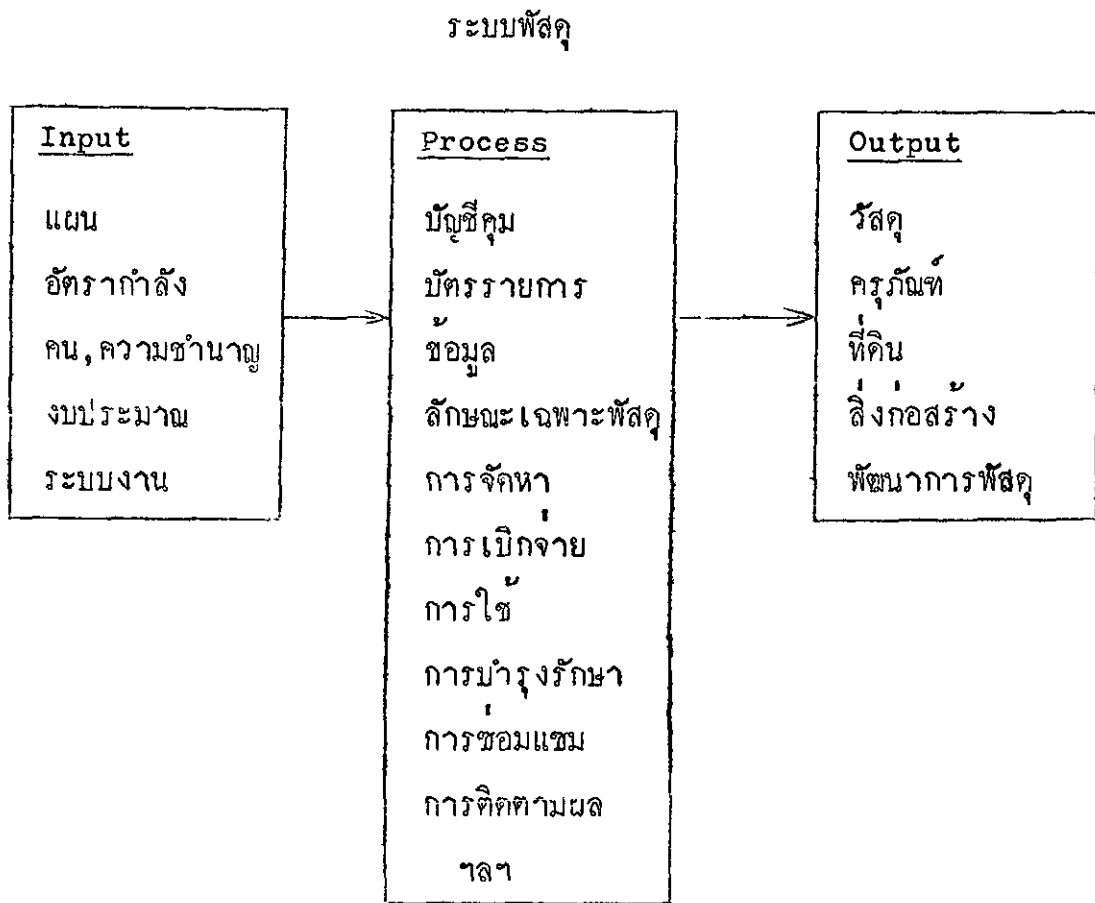 ระบบพัสดุ
Input
แผน
อัตรากำลัง
คน,ความชำนาญ
งบประมาณ
ระบบงาน
Process
บัญชีคุม
บัตรรายการ
ข้อมูล
ลักษณะเฉพาะพัสดุ
การจัดหา
การเบิกจ่าย
การใช้
การบำรุงรักษา
การซ่อมแซม
การติดตามผล
ฯลฯ
Output
วัสดุ
ครุภัณฑ์
ที่ดิน
สิ่งก่อสร้าง
พัฒนาการพัสดุ